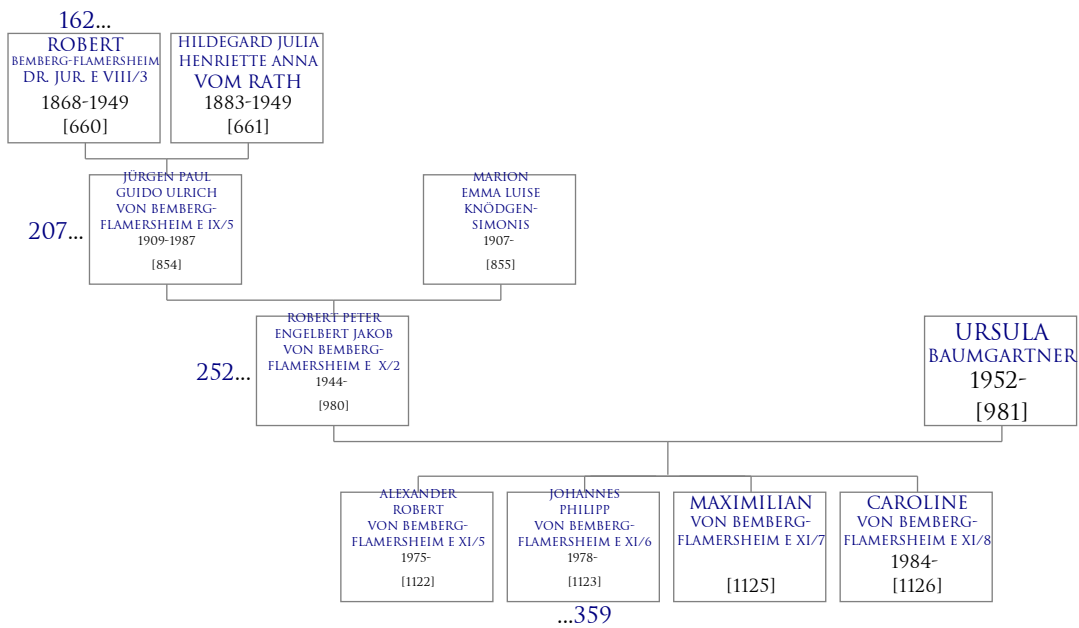 162...
ROBERT
BEMBERG-FLAMERSHEIM
DR. JUR. E VIII/3
1868-1949
[660]
HILDEGARD JULIA
HENRIETTE ANNA
VOM RATH
1883-1949
[661]
207...
JÜRGEN PAUL
GUIDO ULRICH
VON BEMBERG-
FLAMERSHEIM E IX/5
1909-1987
[854]
MARION
EMMA LUISE
KNÖDGEN-
SIMONIS
1907-
[855]
252...
ROBERT PETER
ENGELBERT JAKOB
VON BEMBERG-
FLAMERSHEIM E X/2
1944-
[980]
URSULA
BAUMGARTNER
1952-
[981]
ALEXANDER
ROBERT
VON BEMBERG-
FLAMERSHEIM E XI/5
1975-
[1122]
JOHANNES
PHILIPP
VON BEMBERG-
FLAMERSHEIM E XI/6
1978-
[1123]
...359
MAXIMILIAN
VON BEMBERG-
FLAMERSHEIM E XI/7
[1125]
CAROLINE
VON BEMBERG-
FLAMERSHEIM E XI/8
1984-
[1126]